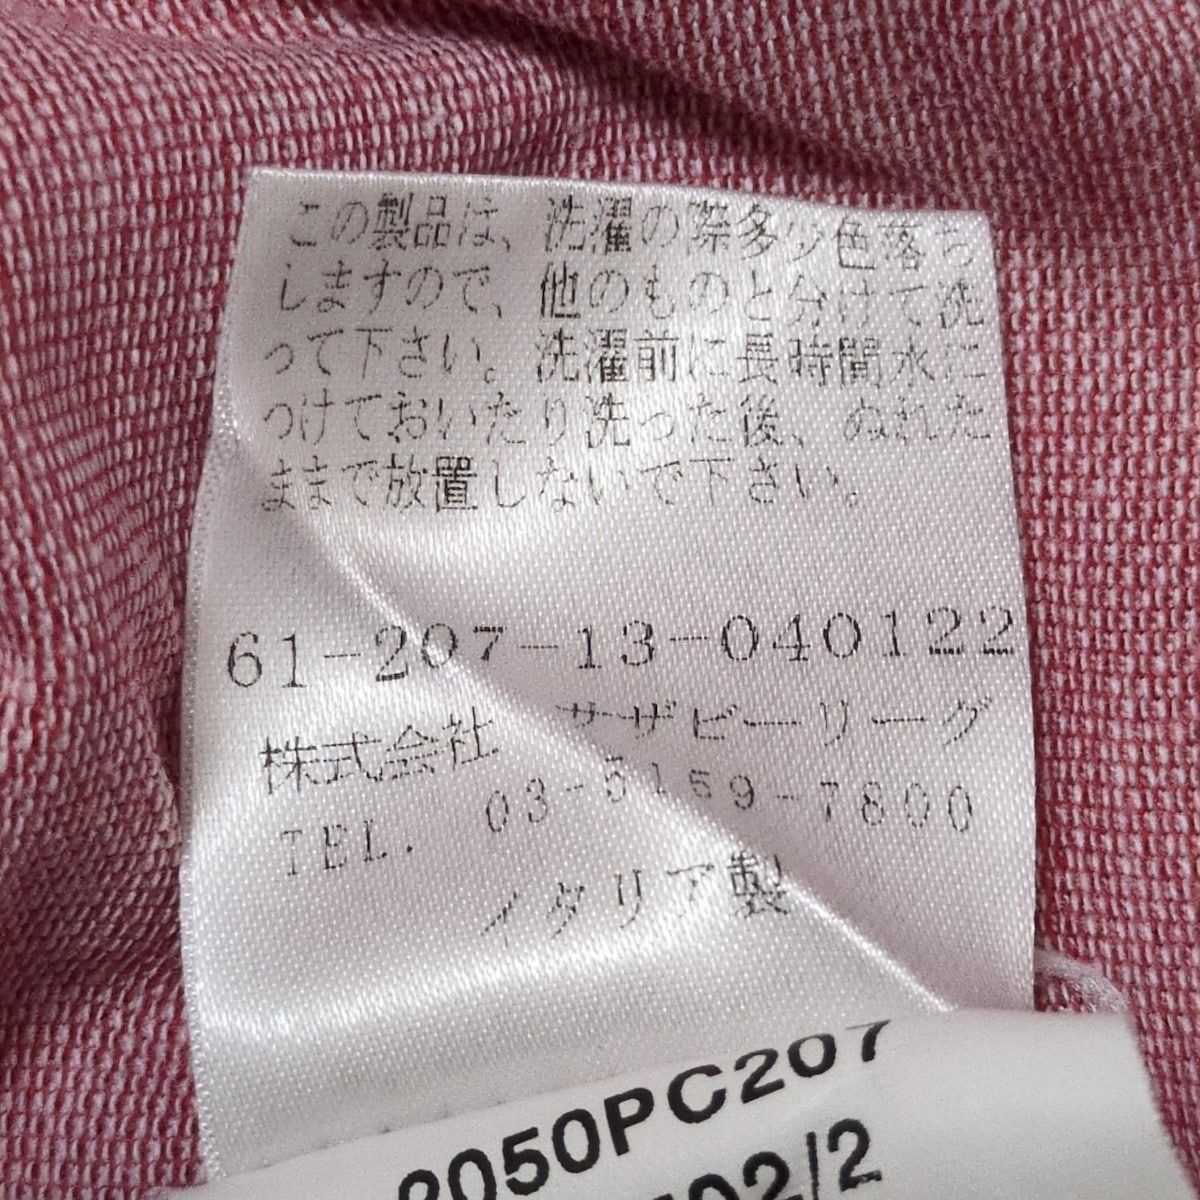 この製品は、洗濯の際多少色落ち
しますので、他のものと分けて洗
って下さい。洗濯前に長時間水に
つけておいたり洗った後、ぬれた
ままで放置しないで下さい。
61-207-13-040122
株式会社 サザビーリーグ
TEL. 03-5159-7800
イタリア製
2050PC207
02/2